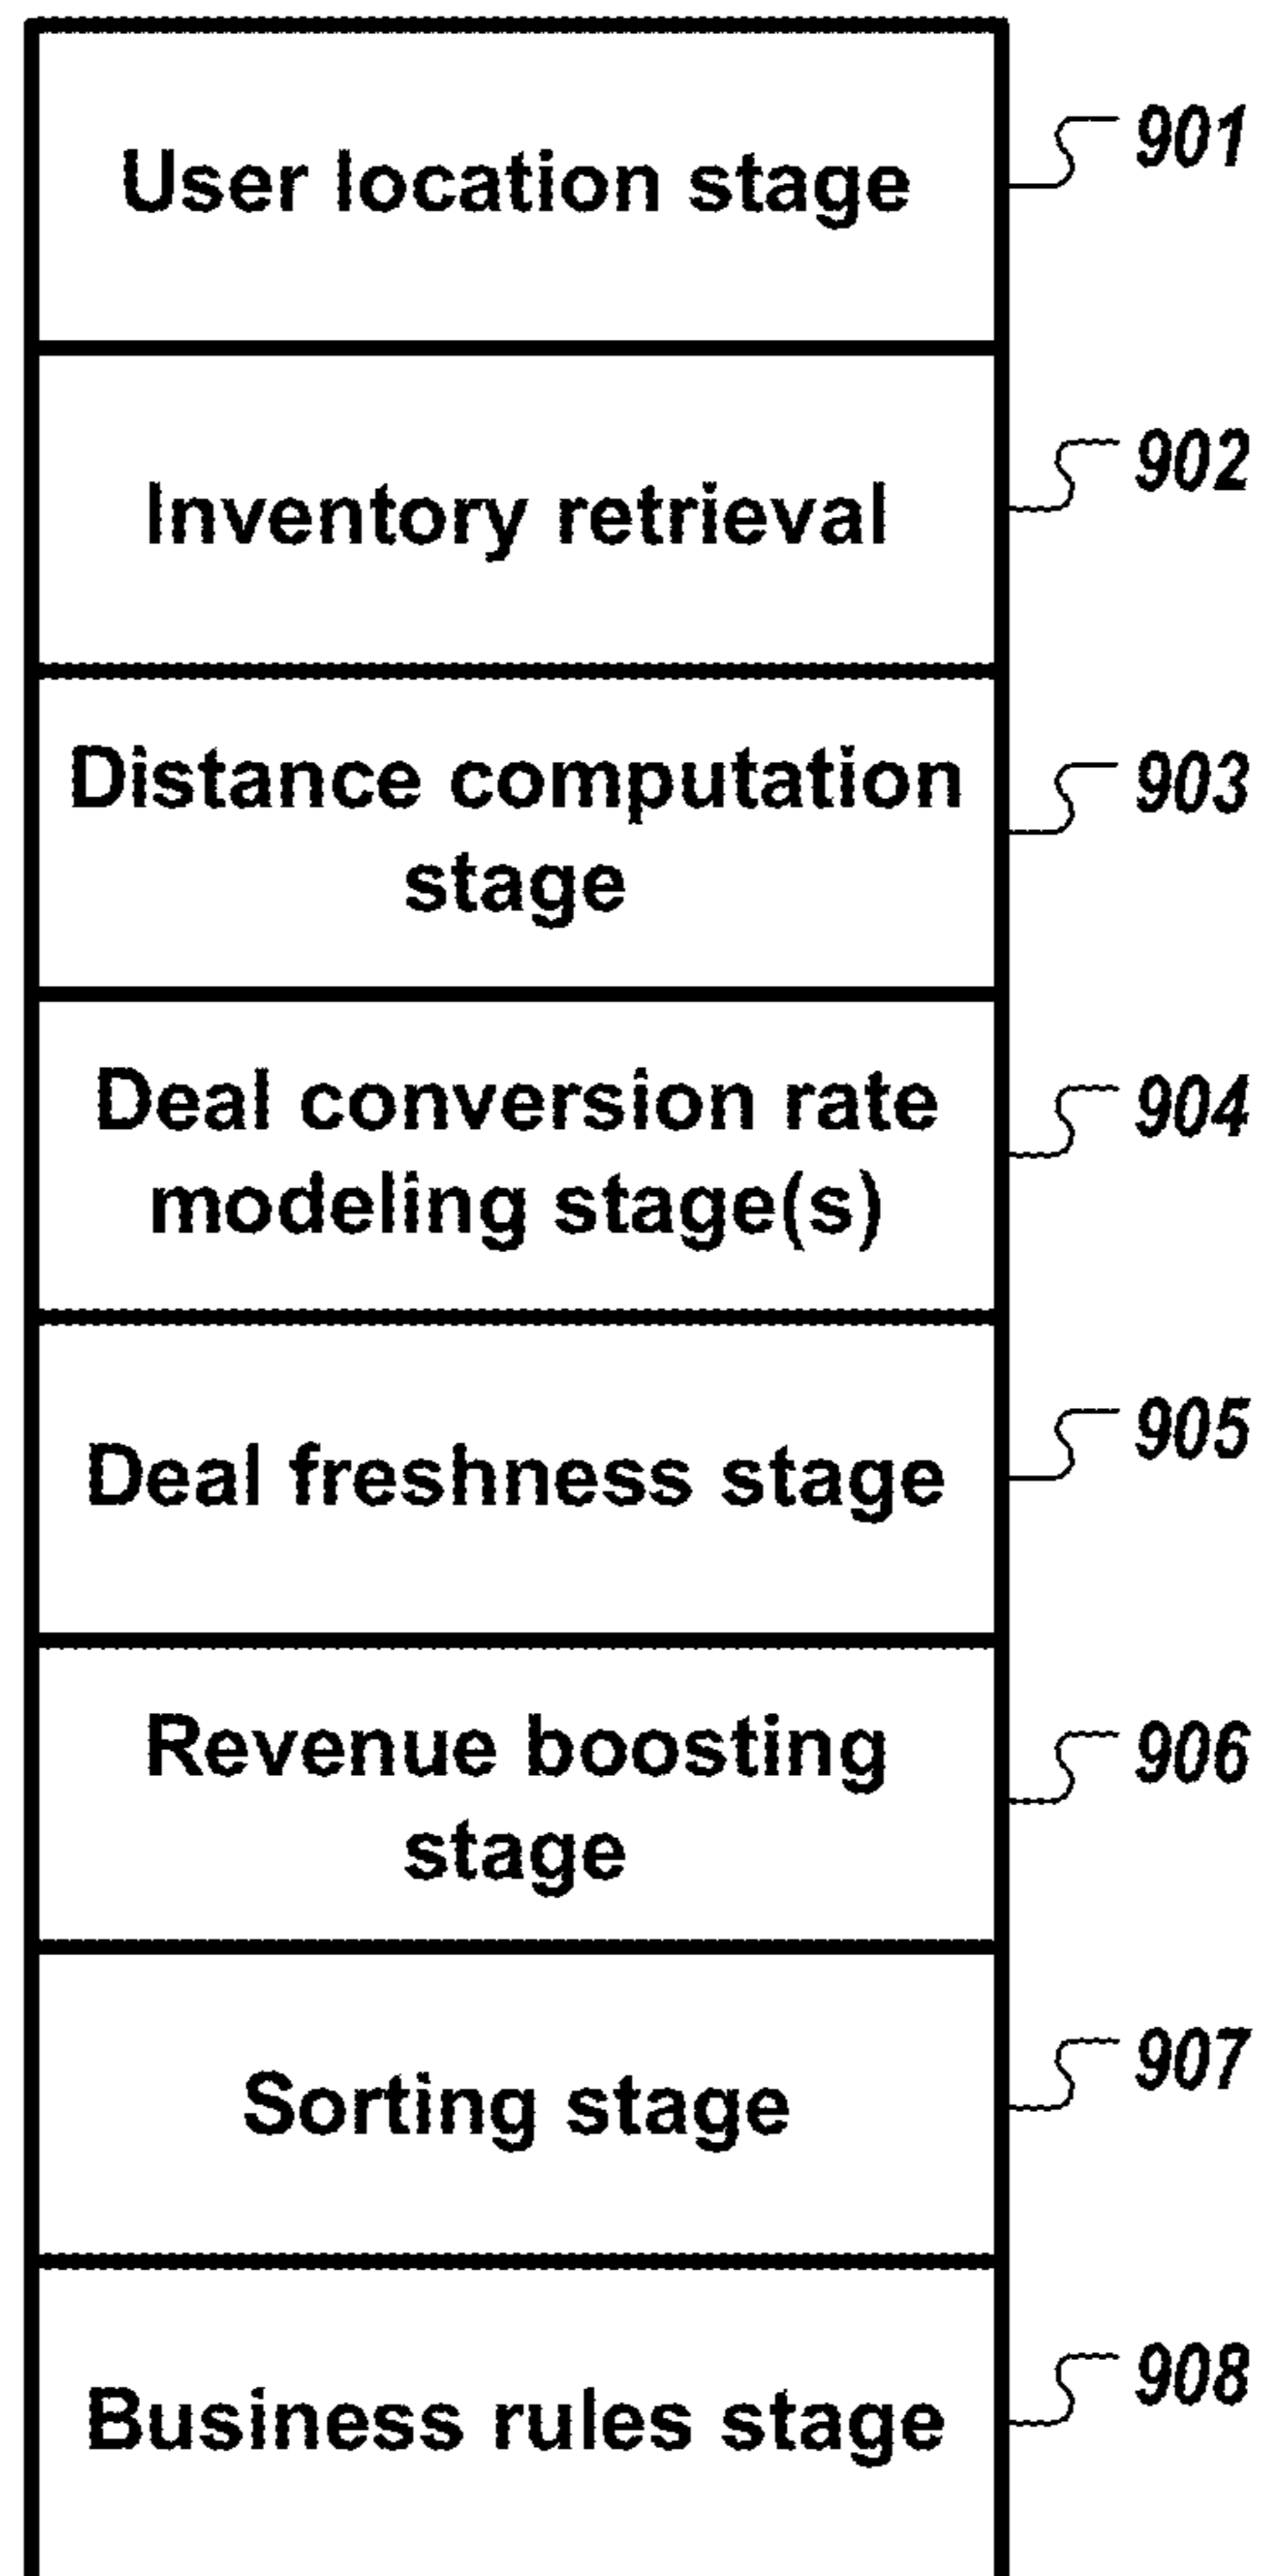 User location stage
901
Inventory retrieval
902
Distance computation
stage
903
Deal conversion rate
modeling stage(s)
904
Deal freshness stage
905
Revenue boosting
stage
906
Sorting stage
907
Business rules stage
908